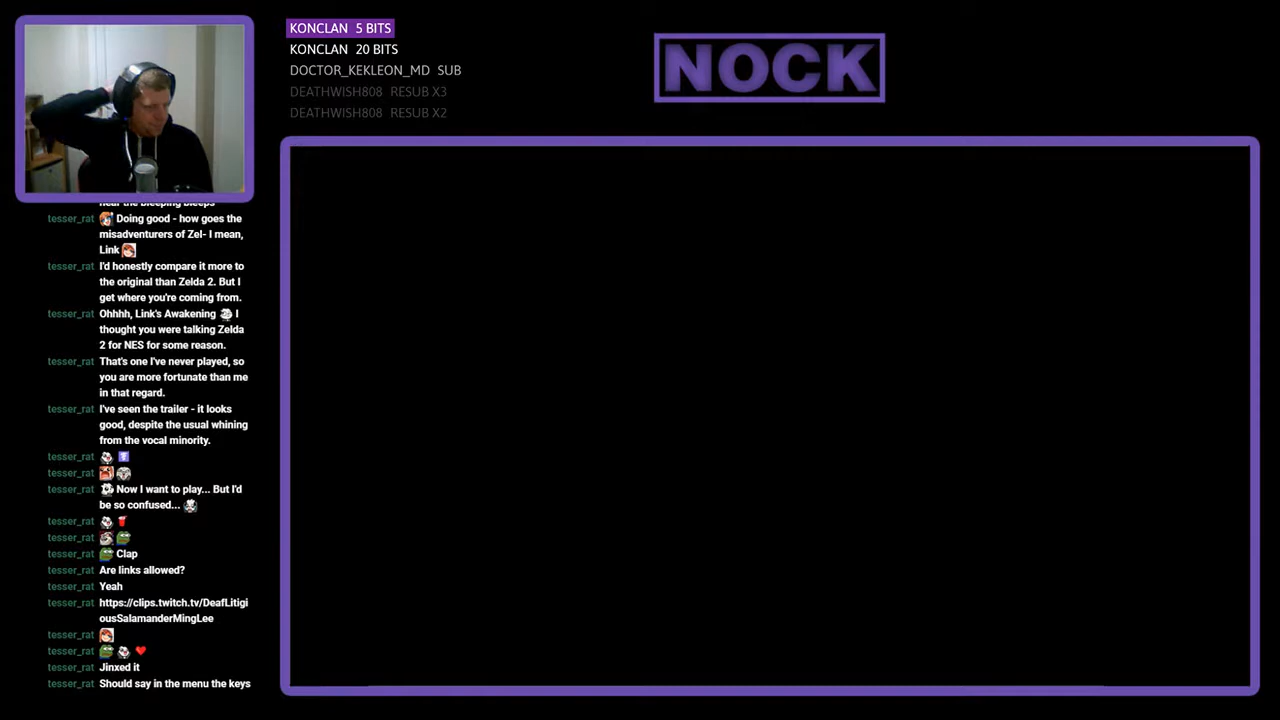 KONCLAN 5 BITS
KONCLAN 20 BITS
DOCTOR_KEKLEON_MD SUB
DEATHWISH808 RESUB X3
DEATHWISH808 RESUB X2
NOCK
hear the bleeping bleeps
tesser_rat Doing good - how goes the
misadventurers of Zel- I mean,
Link
tesser_rat I'd honestly compare it more to
the original than Zelda 2. But I
get where you're coming from.
tesser_rat Ohhhh, Link's Awakening I
thought you were talking Zelda
2 for NES for some reason.
tesser_rat That's one I've never played, so
you are more fortunate than me
in that regard.
tesser_rat I've seen the trailer - it looks
good, despite the usual whining
from the vocal minority.
tesser_rat
tesser_rat
tesser_rat Now I want to play... But I'd
be so confused...
tesser_rat
tesser_rat
tesser_rat Clap
tesser_rat Are links allowed?
tesser_rat Yeah
tesser_rat https://clips.twitch.tv/DeafLitigi
ousSalamanderMingLee
tesser_rat
tesser_rat
tesser_rat Jinxed it
tesser_rat Should say in the menu the keys